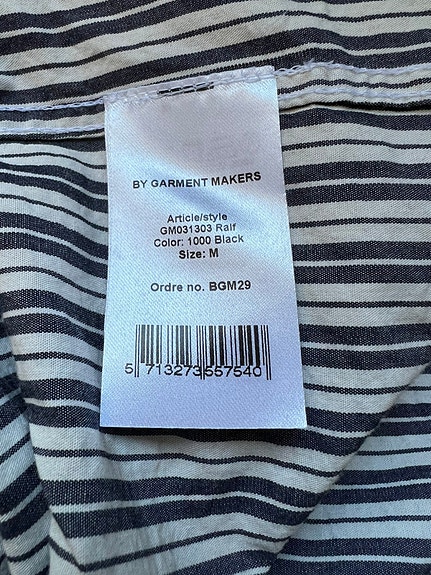 BY GARMENT MAKERS
Article/style
GM031303 Ralf
Color: 1000 Black
Size: M
Ordre no. BGM29
5 713273 557540